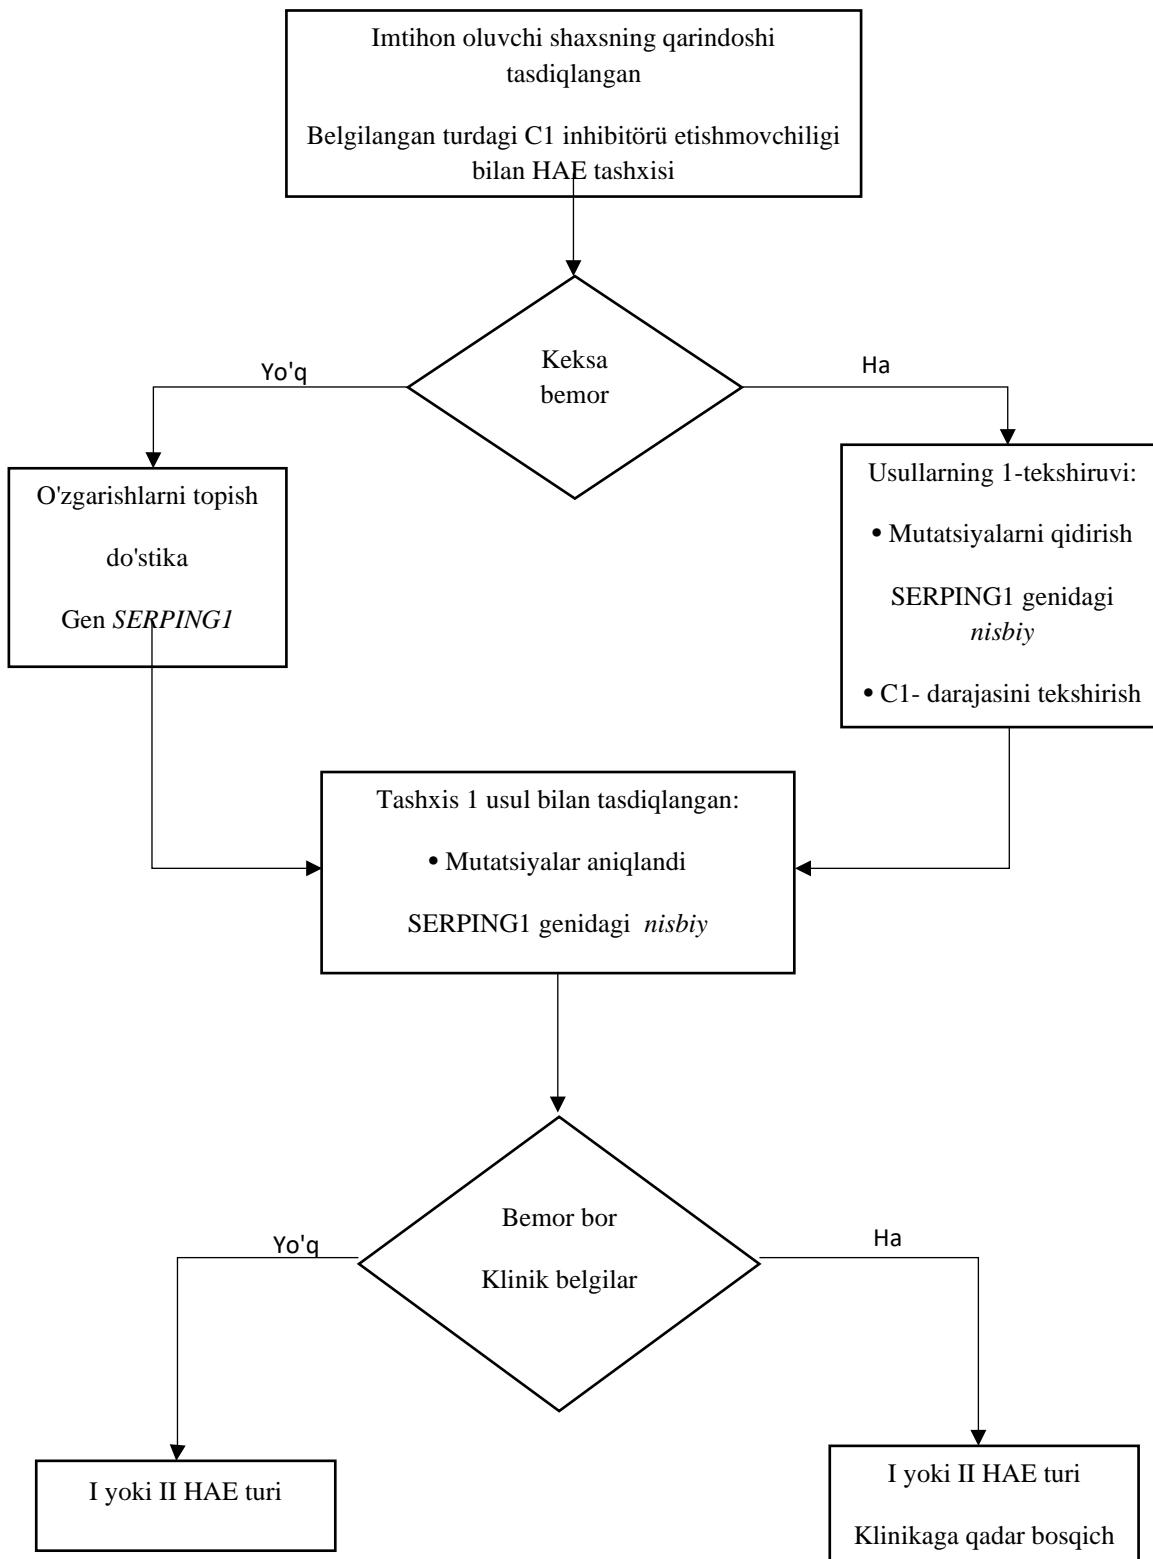 Imtihon oluvchi shaxsning qarindoshi
tasdiqlangan
Belgilangan turdagi C1 inhibitörü etishmovchiligi
bilan HAE tashxisi
Keksa
bemor
Yo'q
Ha
O'zgarishlarni topish
do'stika
Gen SERPING1
Usullarning 1-tekshiruvi:
• Mutatsiyalarni qidirish
SERPING1 genidagi
nisbiy
• C1- darajasini tekshirish
Tashxis 1 usul bilan tasdiqlangan:
• Mutatsiyalar aniqlandi
SERPING1 genidagi nisbiy
Bemor bor
Klinik belgilar
Yo'q
Ha
I yoki II HAE turi
I yoki II HAE turi
Klinikaga qadar bosqich